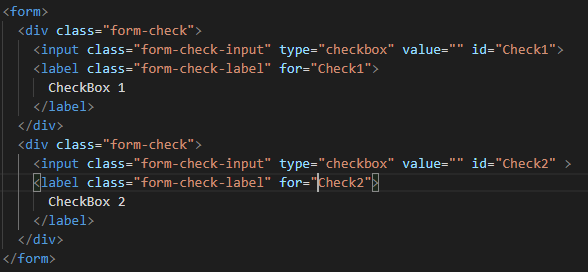 <form>
<div class="form-check">
<input class="form-check-input" type="checkbox" value="" id="Check1">
<label class="form-check-label" for="Check1">
CheckBox 1
</label>
</div>
<div class="form-check">
<input class="form-check-input" type="checkbox" value="" id="Check2" >
<label class="form-check-label" for="Check2">
CheckBox 2
</label>
</div>
</form>